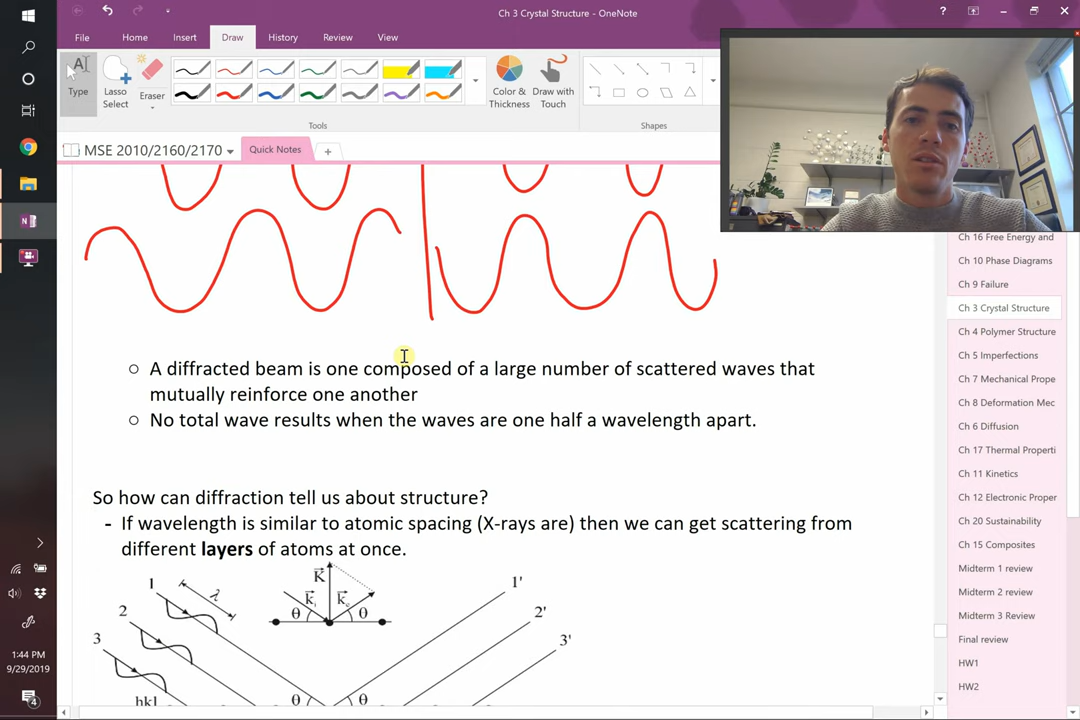 Ch 3 Crystal Structure - OneNote
?
File
Home
Insert
Draw
History
Review
View
A
Type
Lasso
Select
Eraser
Color &
Thickness
Draw with
Touch
Tools
Shapes
MSE 2010/2160/2170
Quick Notes
+
Ch 16 Free Energy and
Ch 10 Phase Diagrams
Ch 9 Failure
Ch 3 Crystal Structure
Ch 4 Polymer Structure
Ch 5 Imperfections
Ch 7 Mechanical Prope
Ch 8 Deformation Mec
Ch 6 Diffusion
Ch 17 Thermal Properti
Ch 11 Kinetics
Ch 12 Electronic Proper
Ch 20 Sustainability
Ch 15 Composites
Midterm 1 review
Midterm 2 review
Midterm 3 Review
Final review
HW1
HW2
A diffracted beam is one composed of a large number of scattered waves that
mutually reinforce one another
No total wave results when the waves are one half a wavelength apart.
So how can diffraction tell us about structure?
- If wavelength is similar to atomic spacing (X-rays are) then we can get scattering from
different layers of atoms at once.
1
λ
K
k
k
θ
θ
1'
2
2'
3
3'
hkl
θ
θ
1:44 PM
9/29/2019
4